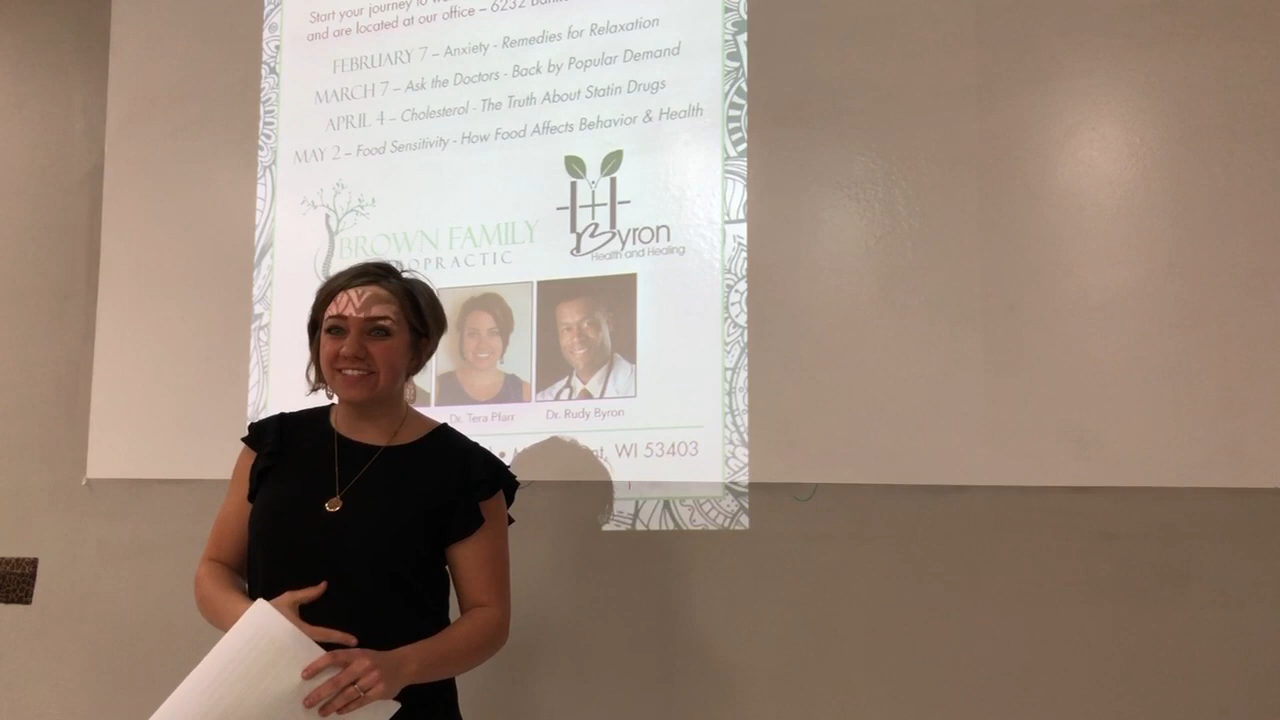 Start your journey to
and are located at our office – 6232
FEBRUARY 7 – Anxiety - Remedies for Relaxation
MARCH 7 – Ask the Doctors - Back by Popular Demand
APRIL 4 – Cholesterol - The Truth About Statin Drugs
MAY 2 – Food Sensitivity - How Food Affects Behavior & Health
BROWN FAMILY
OPRACTIC
Byron
Health and Healing
Dr. Tera Pflarr
Dr. Rudy Byron
WI 53403